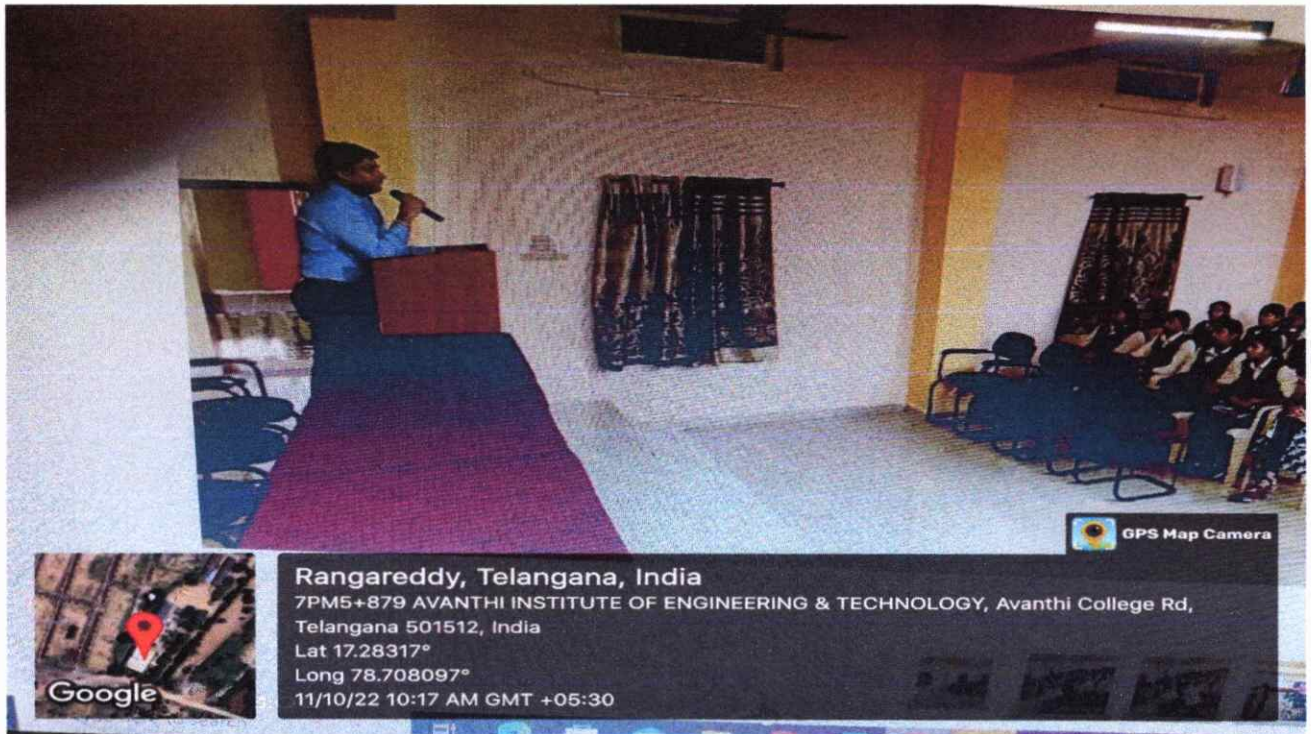 GPS Map Camera
Rangareddy, Telangana, India
7PM5+879 AVANTHI INSTITUTE OF ENGINEERING & TECHNOLOGY, Avanthi College Rd,
Telangana 501512, India
Lat 17.28317°
Long 78.708097°
11/10/22 10:17 AM GMT +05:30
Google